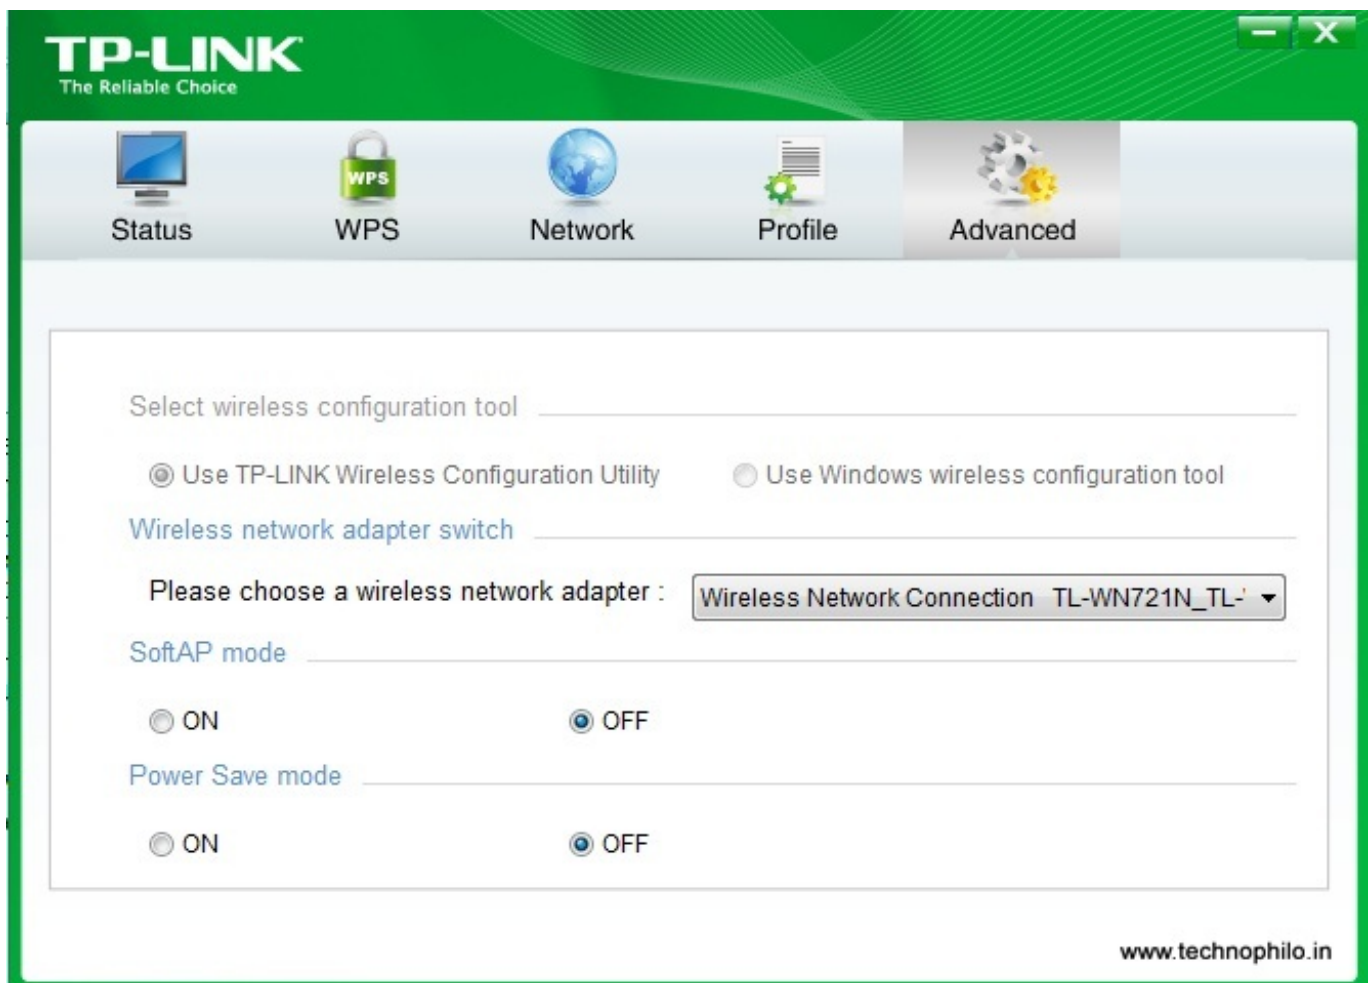 TP-LINK
The Reliable Choice
WPS
Status WPS Network Profile Advanced
Select wireless configuration tool
Use TP-LINK Wireless Configuration Utility Use Windows wireless configuration tool
Wireless network adapter switch
Please choose a wireless network adapter : Wireless Network Connection TL-WN721N_TL-
SoftAP mode
ON OFF
Power Save mode
ON OFF
www.technophilo.in